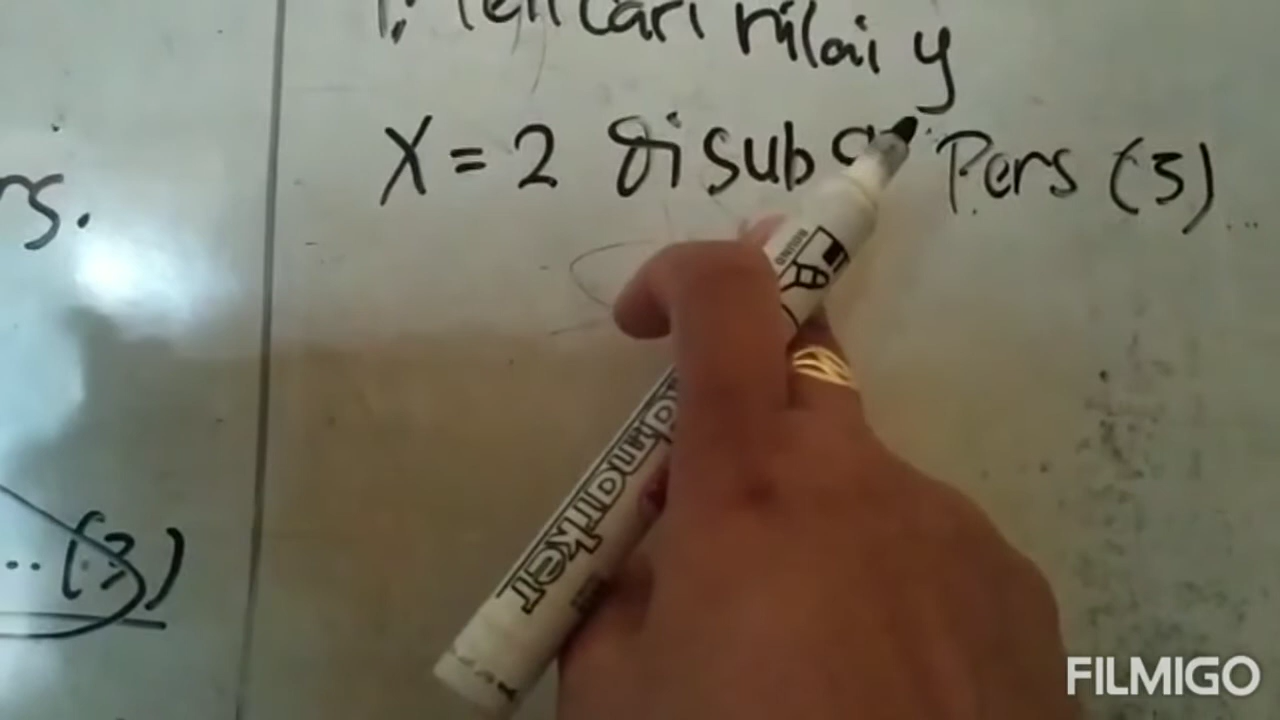 cari nilai y
rs.
X = 2 disub Pers (3)
.. (3)
marker
FILMIGO